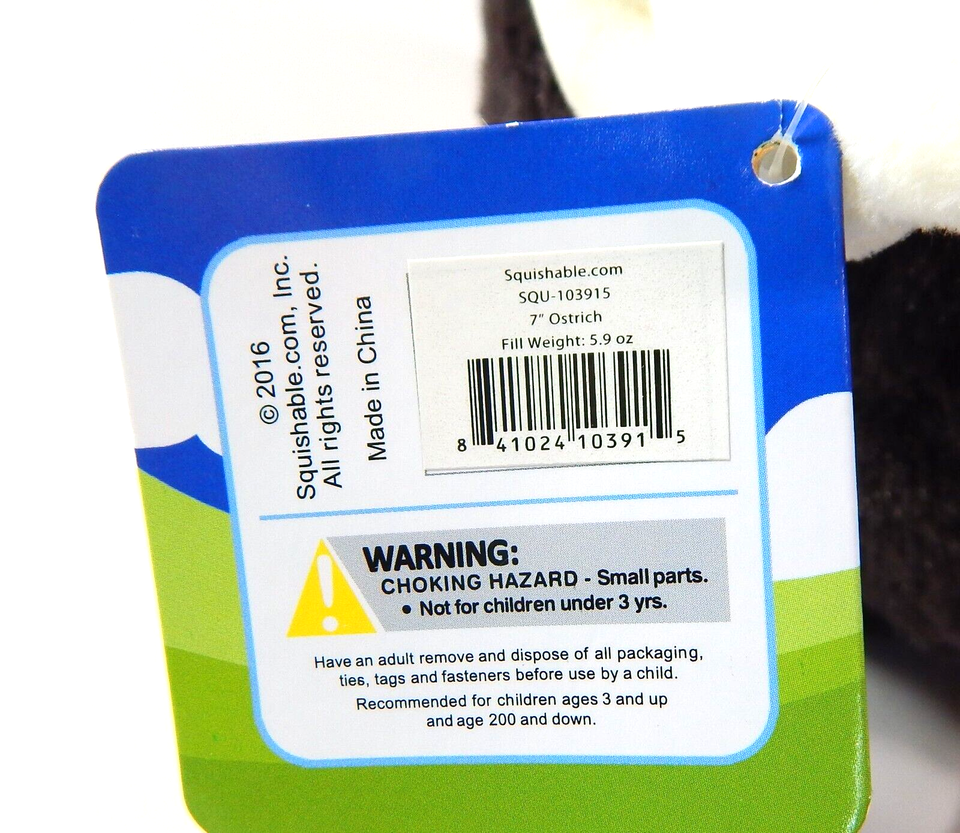 © 2016
Squishable.com, Inc.
All rights reserved.
Made in China
Squishable.com
SQU-103915
7" Ostrich
Fill Weight: 5.9 oz
8 41024 10391 5
WARNING:
CHOKING HAZARD - Small parts.
• Not for children under 3 yrs.
Have an adult remove and dispose of all packaging,
ties, tags and fasteners before use by a child.
Recommended for children ages 3 and up
and age 200 and down.